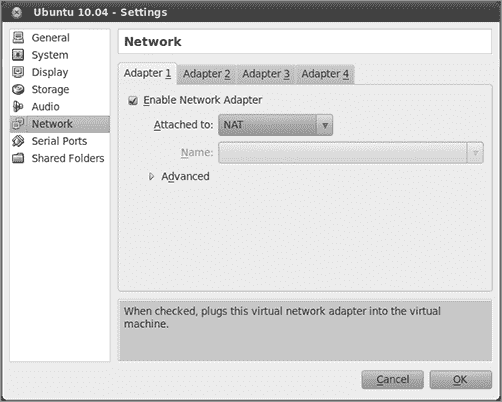 Ubuntu 10.04 - Settings
General
System
Display
Storage
Audio
Network
Serial Ports
Shared Folders
Network
Adapter 1 Adapter 2 Adapter 3 Adapter 4
Enable Network Adapter
Attached to: NAT
Name:
Advanced
When checked, plugs this virtual network adapter into the virtual
machine.
Cancel OK